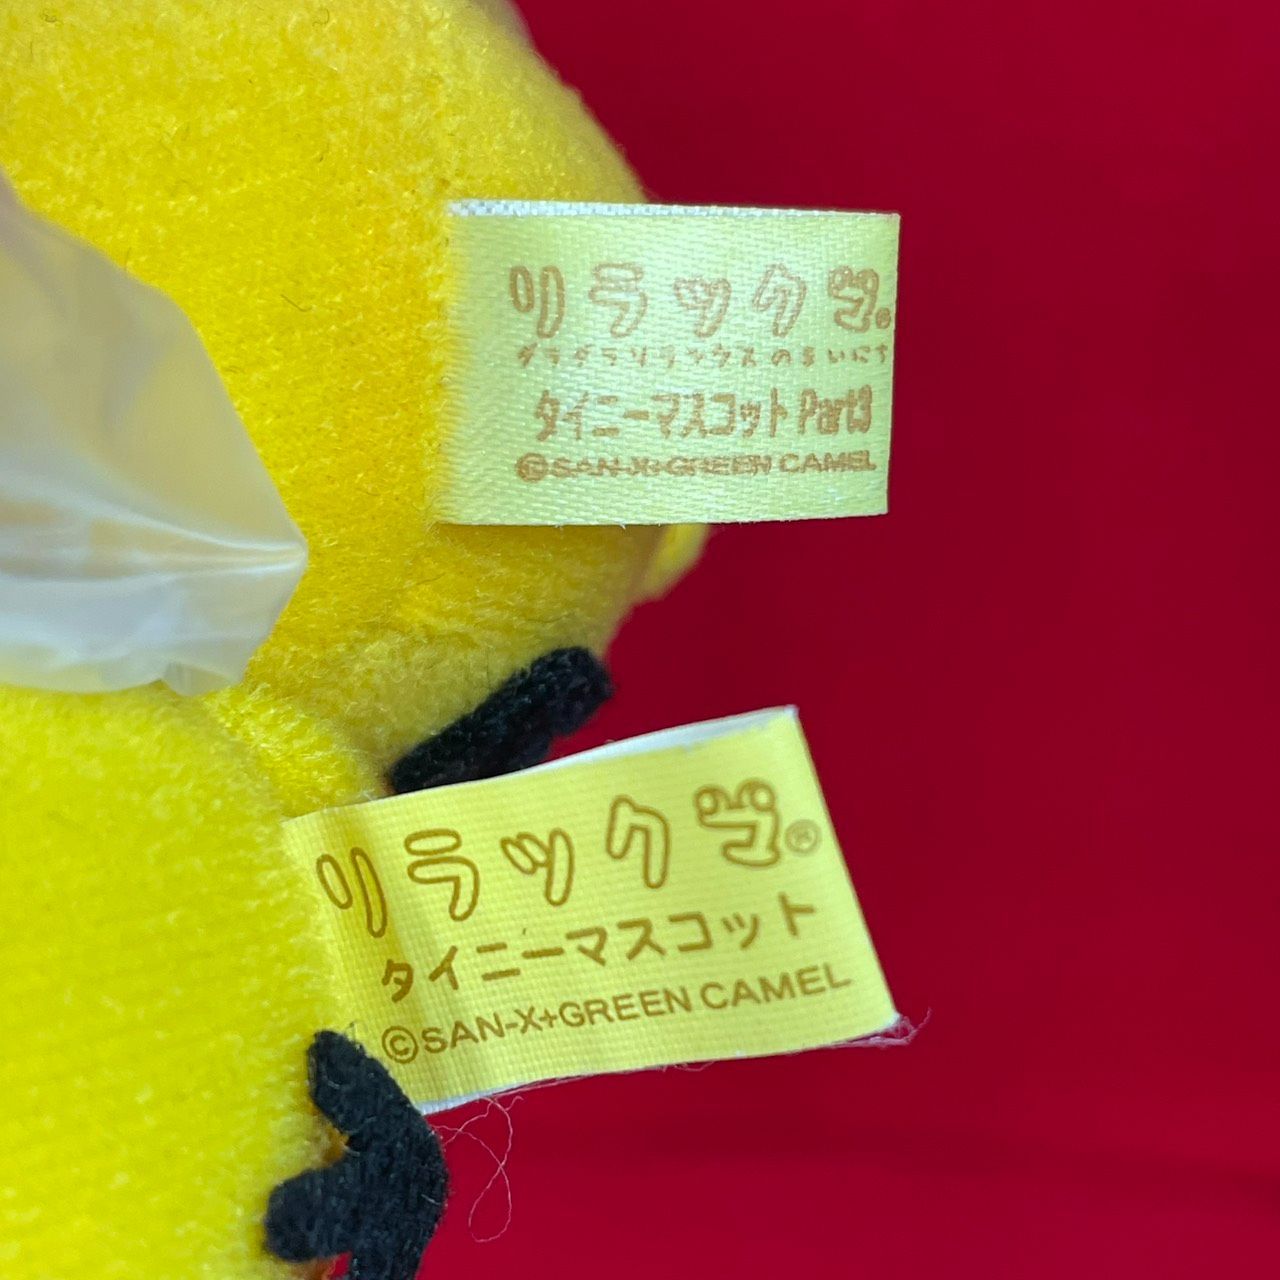 リラックマ®
ダラダラリラックスのまいにち
タイニーマスコット Part3
©SAN-X+GREEN CAMEL
リラックマ®
タイニーマスコット
©SAN-X+GREEN CAMEL